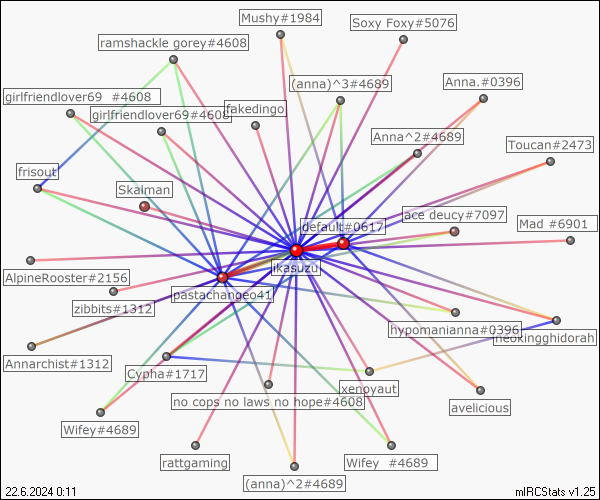 Mushy#1984
Soxy Foxy#5076
ramshackle gorey#4608
(anna)^3#4689
Anna.#0396
girlfriendlover69  #4608
girlfriendlover69#4608
fakedingo
Anna^2#4689
Toucan#2473
frisout
Skalman
default#0617
ace deucy#7097
Mad #6901
ikasuzu
AlpineRooster#2156
pastachangeo41
zibbits#1312
hypomanianna#0396
neokingghidorah
Annarchist#1312
Cypha#1717
xenoyaut
no cops no laws no hope#4608
avelicious
Wifey#4689
rattgaming
Wifey  #4689
(anna)^2#4689
22.6.2024 0:11
mIRCStats v1.25